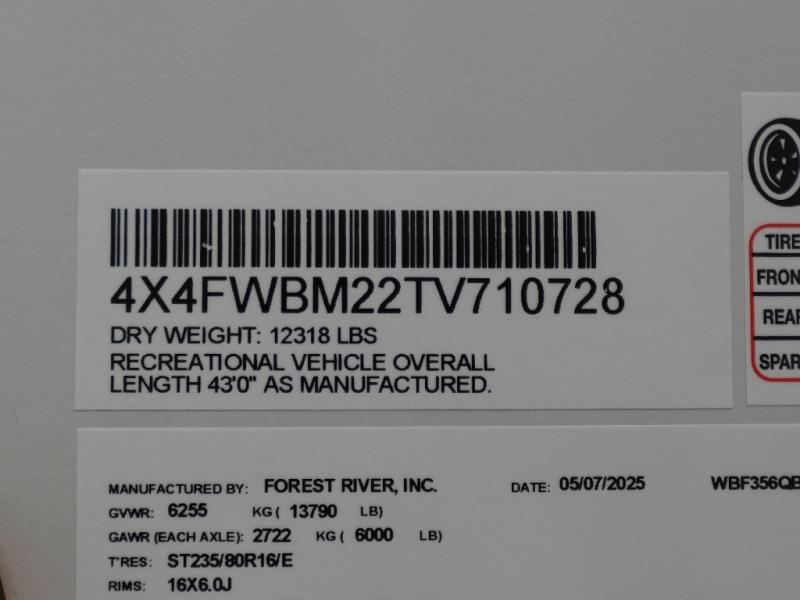 4X4FWBM22TV710728
DRY WEIGHT: 12318 LBS
RECREATIONAL VEHICLE OVERALL
LENGTH 43'0" AS MANUFACTURED.
TIRE
FRON
REAR
SPAR
MANUFACTURED BY: FOREST RIVER, INC. DATE: 05/07/2025 WBF356QB
GVWR: 6255 KG ( 13790 LB)
GAWR (EACH AXLE): 2722 KG ( 6000 LB)
T'RES: ST235/80R16/E
RIMS: 16X6.0J